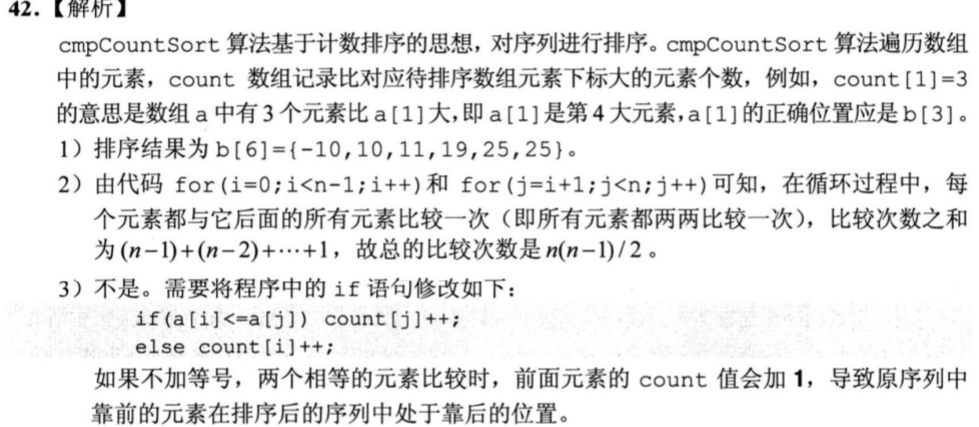 42.【解析】
cmpCountSort 算法基于计数排序的思想，对序列进行排序。cmpCountSort 算法遍历数组
中的元素，count 数组记录比对应待排序数组元素下标大的元素个数，例如，count[1]=3
的意思是数组 a 中有 3 个元素比 a[1]大，即 a[1]是第 4 大元素，a[1]的正确位置应是 b[3]。
1）排序结果为 b[6]={-10,10,11,19,25,25}。
2）由代码 for(i=0;i<n-1;i++)和 for(j=i+1;j<n;j++)可知，在循环过程中，每
个元素都与它后面的所有元素比较一次（即所有元素都两两比较一次），比较次数之和
为(n−1)+(n−2)+⋯+1，故总的比较次数是 n(n−1)/2。
3）不是。需要将程序中的 if 语句修改如下：
if(a[i]<=a[j]) count[j]++;
else count[i]++;
如果不加等号，两个相等的元素比较时，前面元素的 count 值会加 1，导致原序列中
靠前的元素在排序后的序列中处于靠后的位置。